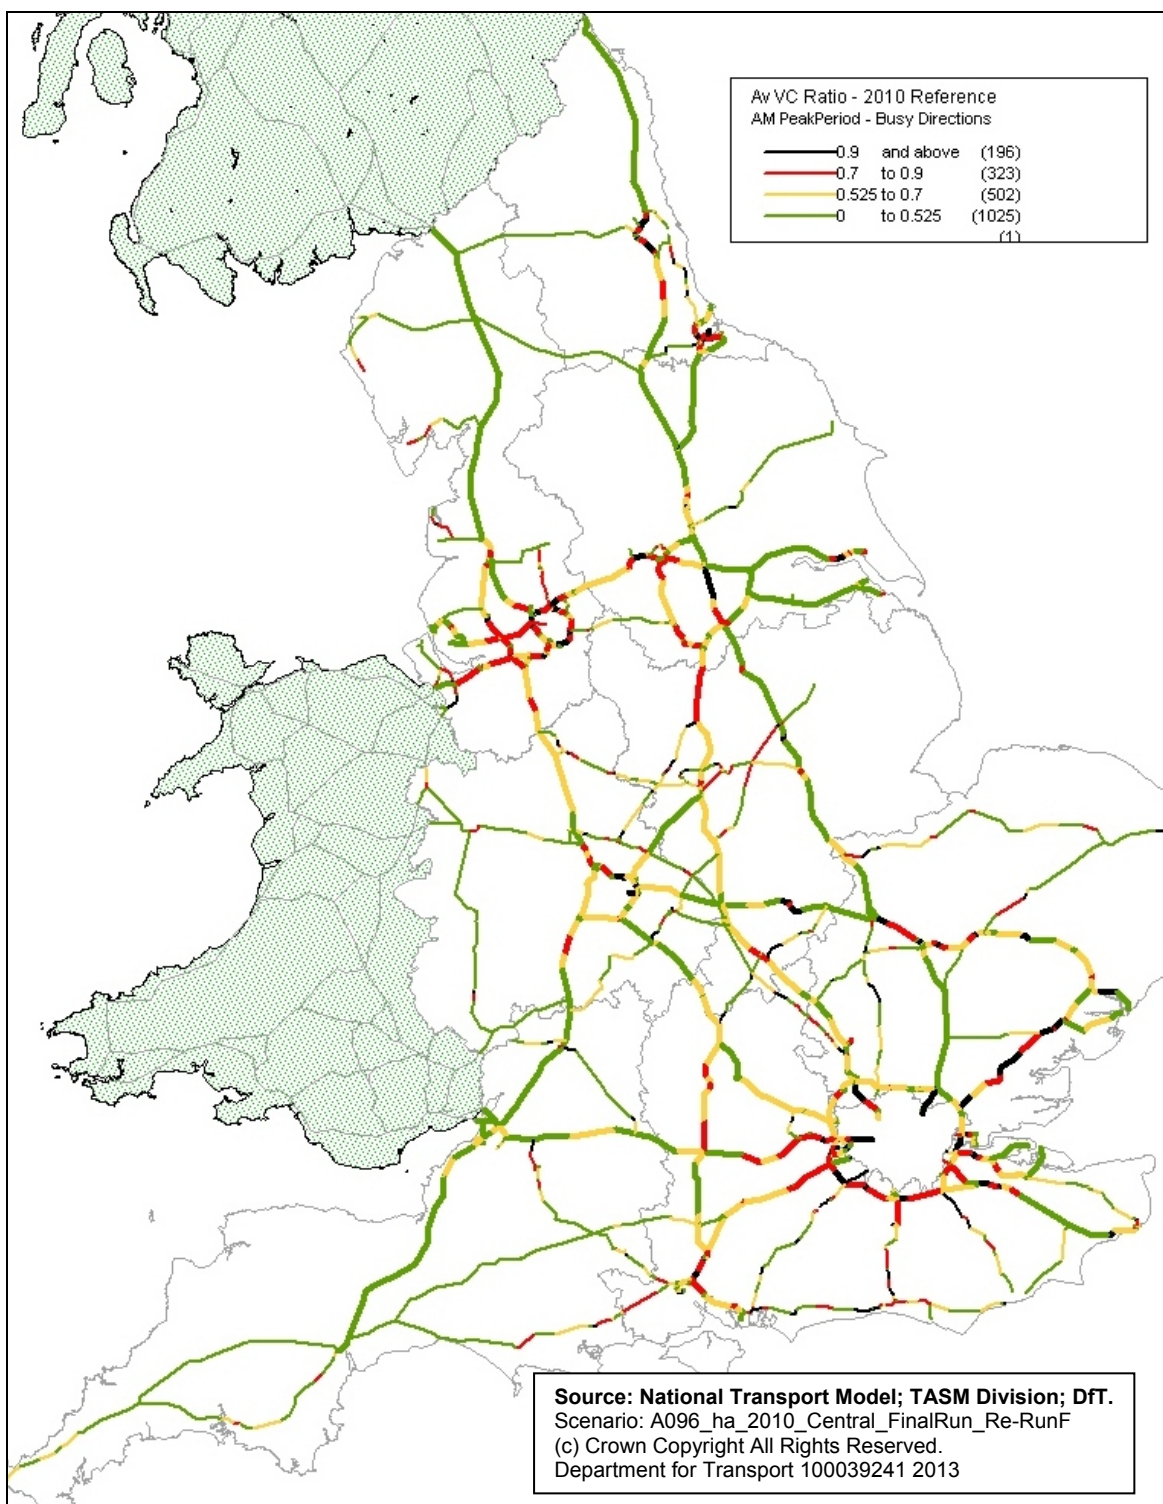 Av VC Ratio - 2010 Reference
AM PeakPeriod - Busy Directions
0.9 and above (196)
0.7 to 0.9 (323)
0.525 to 0.7 (502)
0 to 0.525 (1025)
(1)
Source: National Transport Model; TASM Division; DfT.
Scenario: A096_ha_2010_Central_FinalRun_Re-RunF
(c) Crown Copyright All Rights Reserved.
Department for Transport 100039241 2013